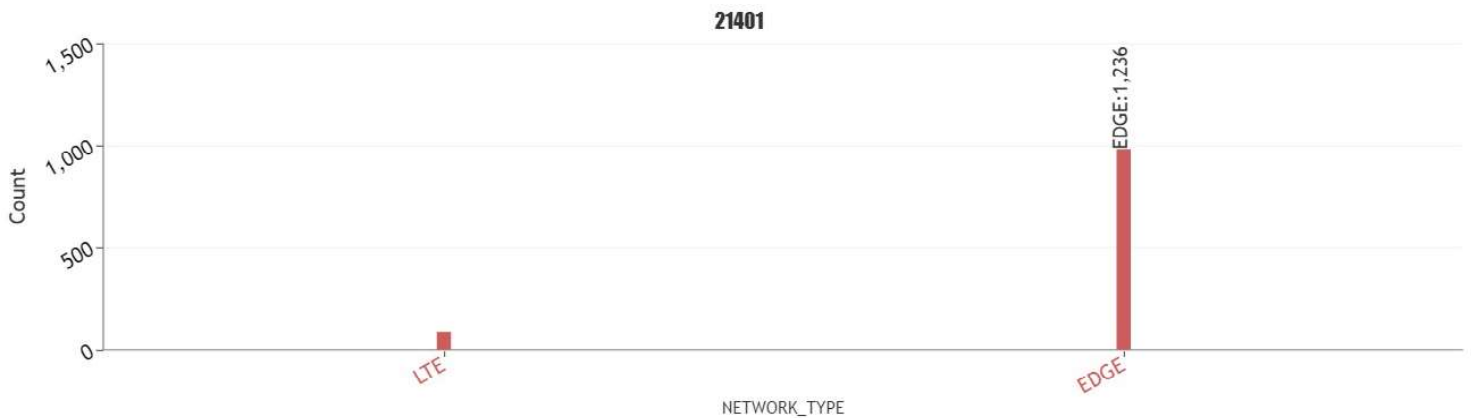 21401
1,500
1,000
500
0
Count
EDGE:1,236
LTE
EDGE
NETWORK_TYPE